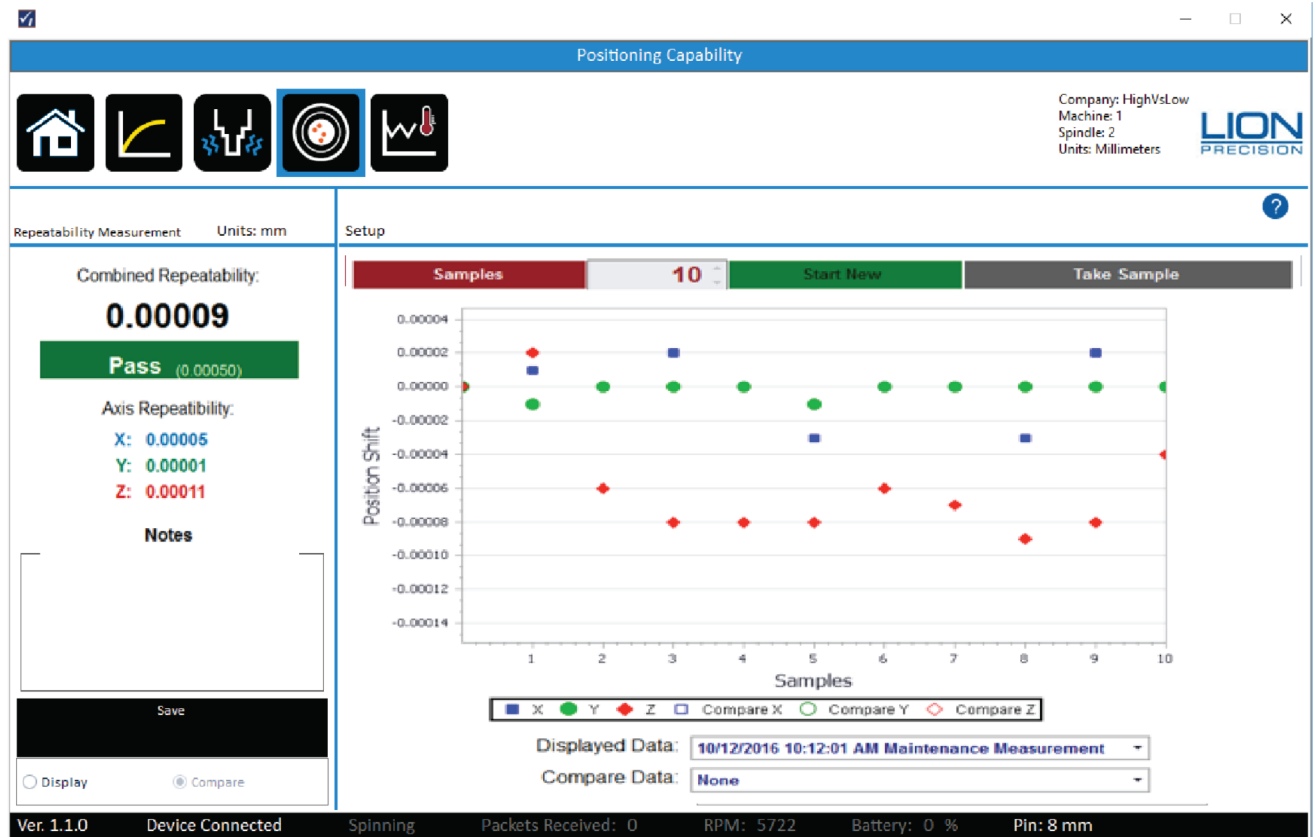 Positioning Capability
Company: HighVsLow
Machine: 1
Spindle: 2
Units: Millimeters
LION
PRECISION
?
Repeatability Measurement Units: mm
Setup
Combined Repeatability:
0.00009
Pass (0.00050)
Axis Repeatibility:
X: 0.00005
Y: 0.00001
Z: 0.00011
Notes
Save
Display Compare
Samples 10 Start New Take Sample
0.00004
0.00002
0.00000
-0.00002
-0.00004
-0.00006
-0.00008
-0.00010
-0.00012
-0.00014
Position Shift
1 2 3 4 5 6 7 8 9 10
Samples
X Y Z Compare X Compare Y Compare Z
Displayed Data: 10/12/2016 10:12:01 AM Maintenance Measurement
Compare Data: None
Ver. 1.1.0 Device Connected Spinning Packets Received: 0 RPM: 5722 Battery: 0 % Pin: 8 mm